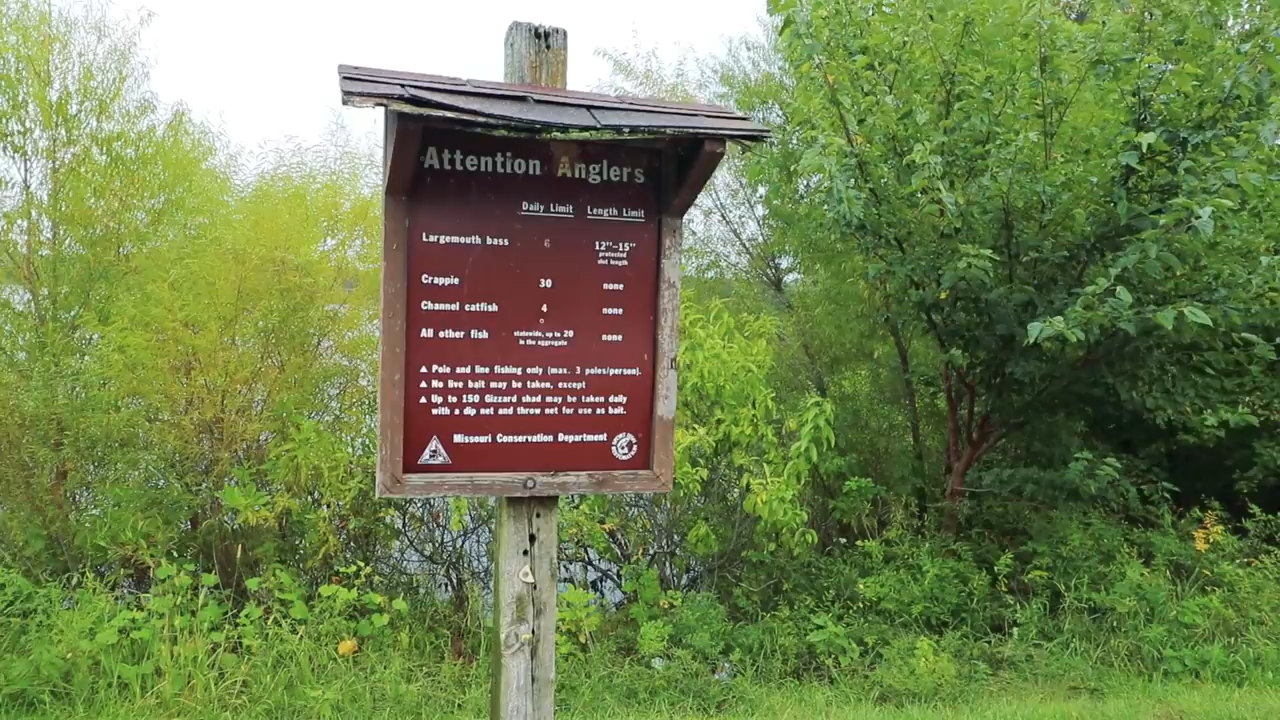 Attention Anglers
Daily Limit Length Limit
Largemouth bass 6 12"-15"
protected
slot length
Crappie 30 none
Channel catfish 4 none
All other fish statewide, up to 20 none
in the aggregate
▲ Pole and line fishing only (max. 3 poles/person).
▲ No live bait may be taken, except
▲ Up to 150 Gizzard shad may be taken daily
with a dip net and throw net for use as bait.
Missouri Conservation Department